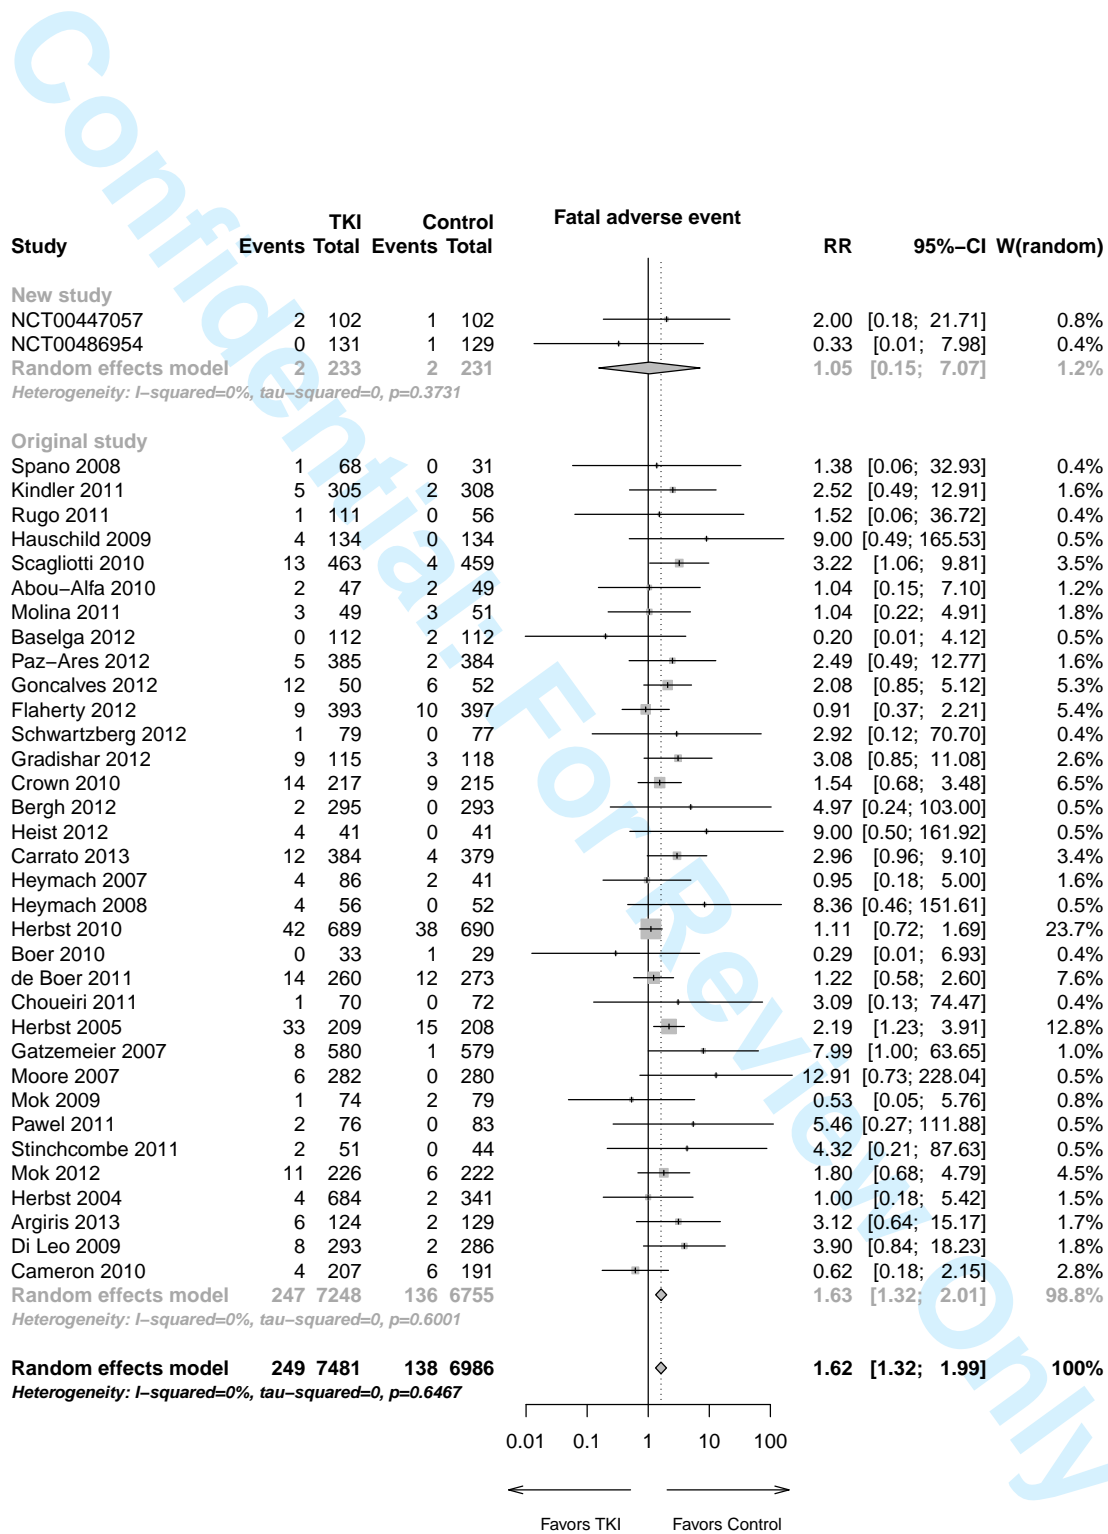 Confidential: For Review Only
TKI Control Fatal adverse event
Study Events Total Events Total RR 95%−CI W(random)
New study
NCT00447057 2 102 1 102 2.00 [0.18; 21.71] 0.8%
NCT00486954 0 131 1 129 0.33 [0.01; 7.98] 0.4%
Random effects model 2 233 2 231 1.05 [0.15; 7.07] 1.2%
Heterogeneity: I−squared=0%, tau−squared=0, p=0.3731
Original study
Spano 2008 1 68 0 31 1.38 [0.06; 32.93] 0.4%
Kindler 2011 5 305 2 308 2.52 [0.49; 12.91] 1.6%
Rugo 2011 1 111 0 56 1.52 [0.06; 36.72] 0.4%
Hauschild 2009 4 134 0 134 9.00 [0.49; 165.53] 0.5%
Scagliotti 2010 13 463 4 459 3.22 [1.06; 9.81] 3.5%
Abou−Alfa 2010 2 47 2 49 1.04 [0.15; 7.10] 1.2%
Molina 2011 3 49 3 51 1.04 [0.22; 4.91] 1.8%
Baselga 2012 0 112 2 112 0.20 [0.01; 4.12] 0.5%
Paz−Ares 2012 5 385 2 384 2.49 [0.49; 12.77] 1.6%
Goncalves 2012 12 50 6 52 2.08 [0.85; 5.12] 5.3%
Flaherty 2012 9 393 10 397 0.91 [0.37; 2.21] 5.4%
Schwartzberg 2012 1 79 0 77 2.92 [0.12; 70.70] 0.4%
Gradishar 2012 9 115 3 118 3.08 [0.85; 11.08] 2.6%
Crown 2010 14 217 9 215 1.54 [0.68; 3.48] 6.5%
Bergh 2012 2 295 0 293 4.97 [0.24; 103.00] 0.5%
Heist 2012 4 41 0 41 9.00 [0.50; 161.92] 0.5%
Carrato 2013 12 384 4 379 2.96 [0.96; 9.10] 3.4%
Heymach 2007 4 86 2 41 0.95 [0.18; 5.00] 1.6%
Heymach 2008 4 56 0 52 8.36 [0.46; 151.61] 0.5%
Herbst 2010 42 689 38 690 1.11 [0.72; 1.69] 23.7%
Boer 2010 0 33 1 29 0.29 [0.01; 6.93] 0.4%
de Boer 2011 14 260 12 273 1.22 [0.58; 2.60] 7.6%
Choueiri 2011 1 70 0 72 3.09 [0.13; 74.47] 0.4%
Herbst 2005 33 209 15 208 2.19 [1.23; 3.91] 12.8%
Gatzemeier 2007 8 580 1 579 7.99 [1.00; 63.65] 1.0%
Moore 2007 6 282 0 280 12.91 [0.73; 228.04] 0.5%
Mok 2009 1 74 2 79 0.53 [0.05; 5.76] 0.8%
Pawel 2011 2 76 0 83 5.46 [0.27; 111.88] 0.5%
Stinchcombe 2011 2 51 0 44 4.32 [0.21; 87.63] 0.5%
Mok 2012 11 226 6 222 1.80 [0.68; 4.79] 4.5%
Herbst 2004 4 684 2 341 1.00 [0.18; 5.42] 1.5%
Argiris 2013 6 124 2 129 3.12 [0.64; 15.17] 1.7%
Di Leo 2009 8 293 2 286 3.90 [0.84; 18.23] 1.8%
Cameron 2010 4 207 6 191 0.62 [0.18; 2.15] 2.8%
Random effects model 247 7248 136 6755 1.63 [1.32; 2.01] 98.8%
Heterogeneity: I−squared=0%, tau−squared=0, p=0.6001
Random effects model 249 7481 138 6986 1.62 [1.32; 1.99] 100%
Heterogeneity: I−squared=0%, tau−squared=0, p=0.6467
0.01 0.1 1 10 100
Favors TKI Favors Control